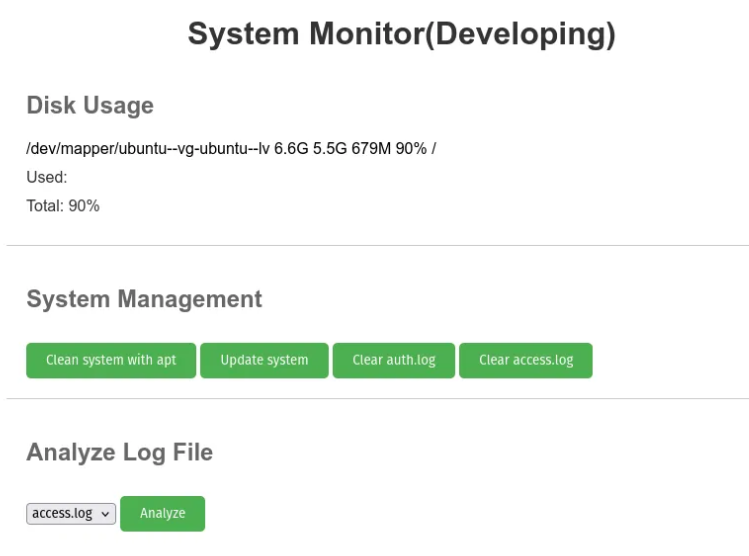 System Monitor(Developing)
Disk Usage
/dev/mapper/ubuntu--vg-ubuntu--lv 6.6G 5.5G 679M 90% /
Used:
Total: 90%
System Management
Clean system with apt Update system Clear auth.log Clear access.log
Analyze Log File
access.log Analyze